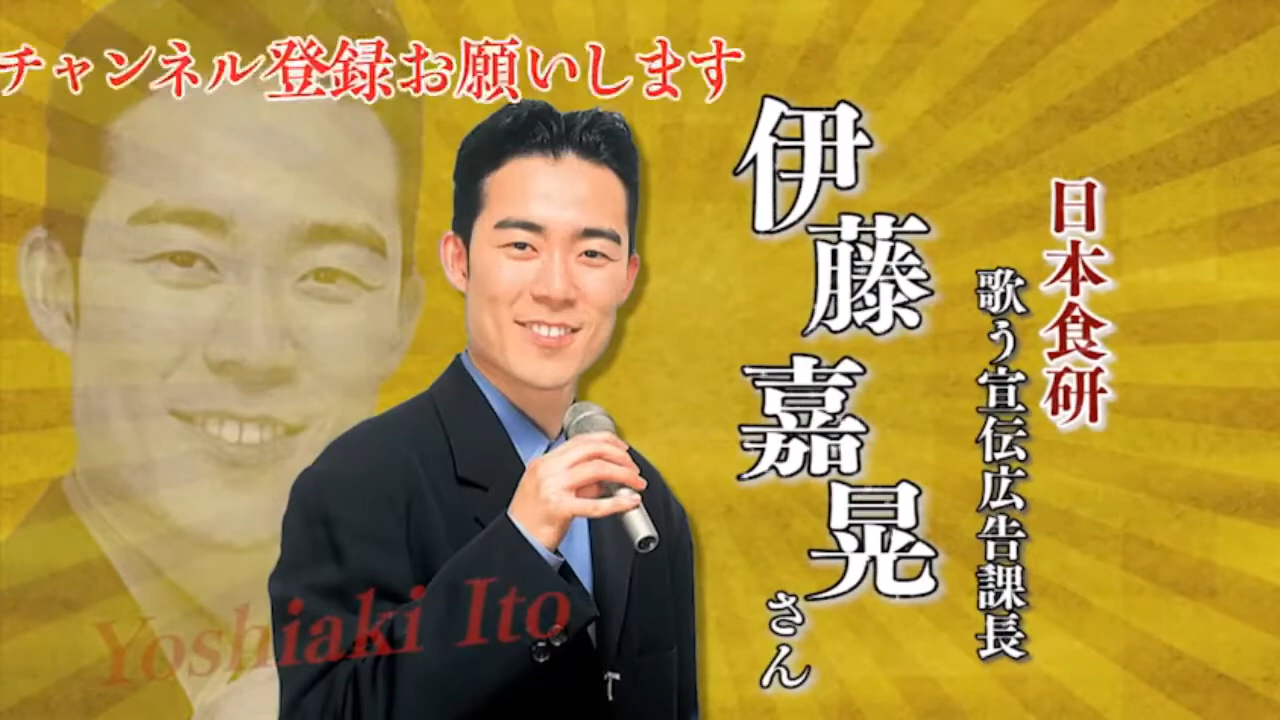 チャンネル登録お願いします
日本食研
歌う宣伝広告課長
伊藤嘉晃さん
Yoshiaki Ito